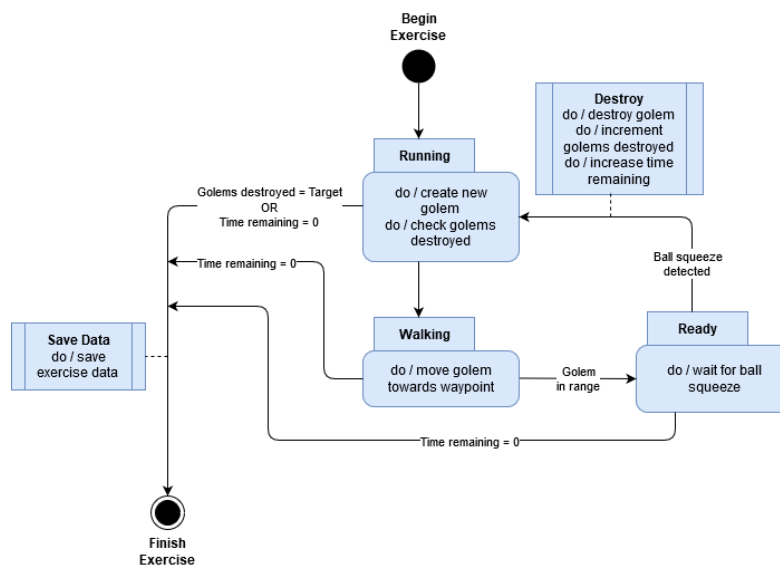 Begin
Exercise
Destroy
do / destroy golem
do / increment
golems destroyed
do / increase time
remaining
Running
do / create new
golem
do / check golems
destroyed
Golems destroyed = Target
OR
Time remaining = 0
Time remaining = 0
Ball squeeze
detected
Save Data
do / save
exercise data
Walking
do / move golem
towards waypoint
Golem
in range
Ready
do / wait for ball
squeeze
Time remaining = 0
Finish
Exercise